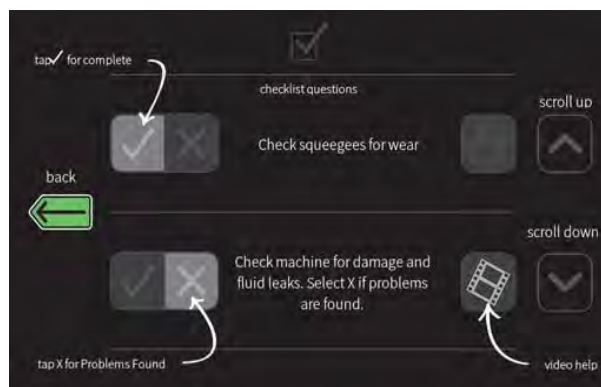 tap✓ for complete
checklist questions
scroll up
Check squeegees for wear
back
scroll down
Check machine for damage and
fluid leaks. Select X if problems
are found.
tap X for Problems Found
video help